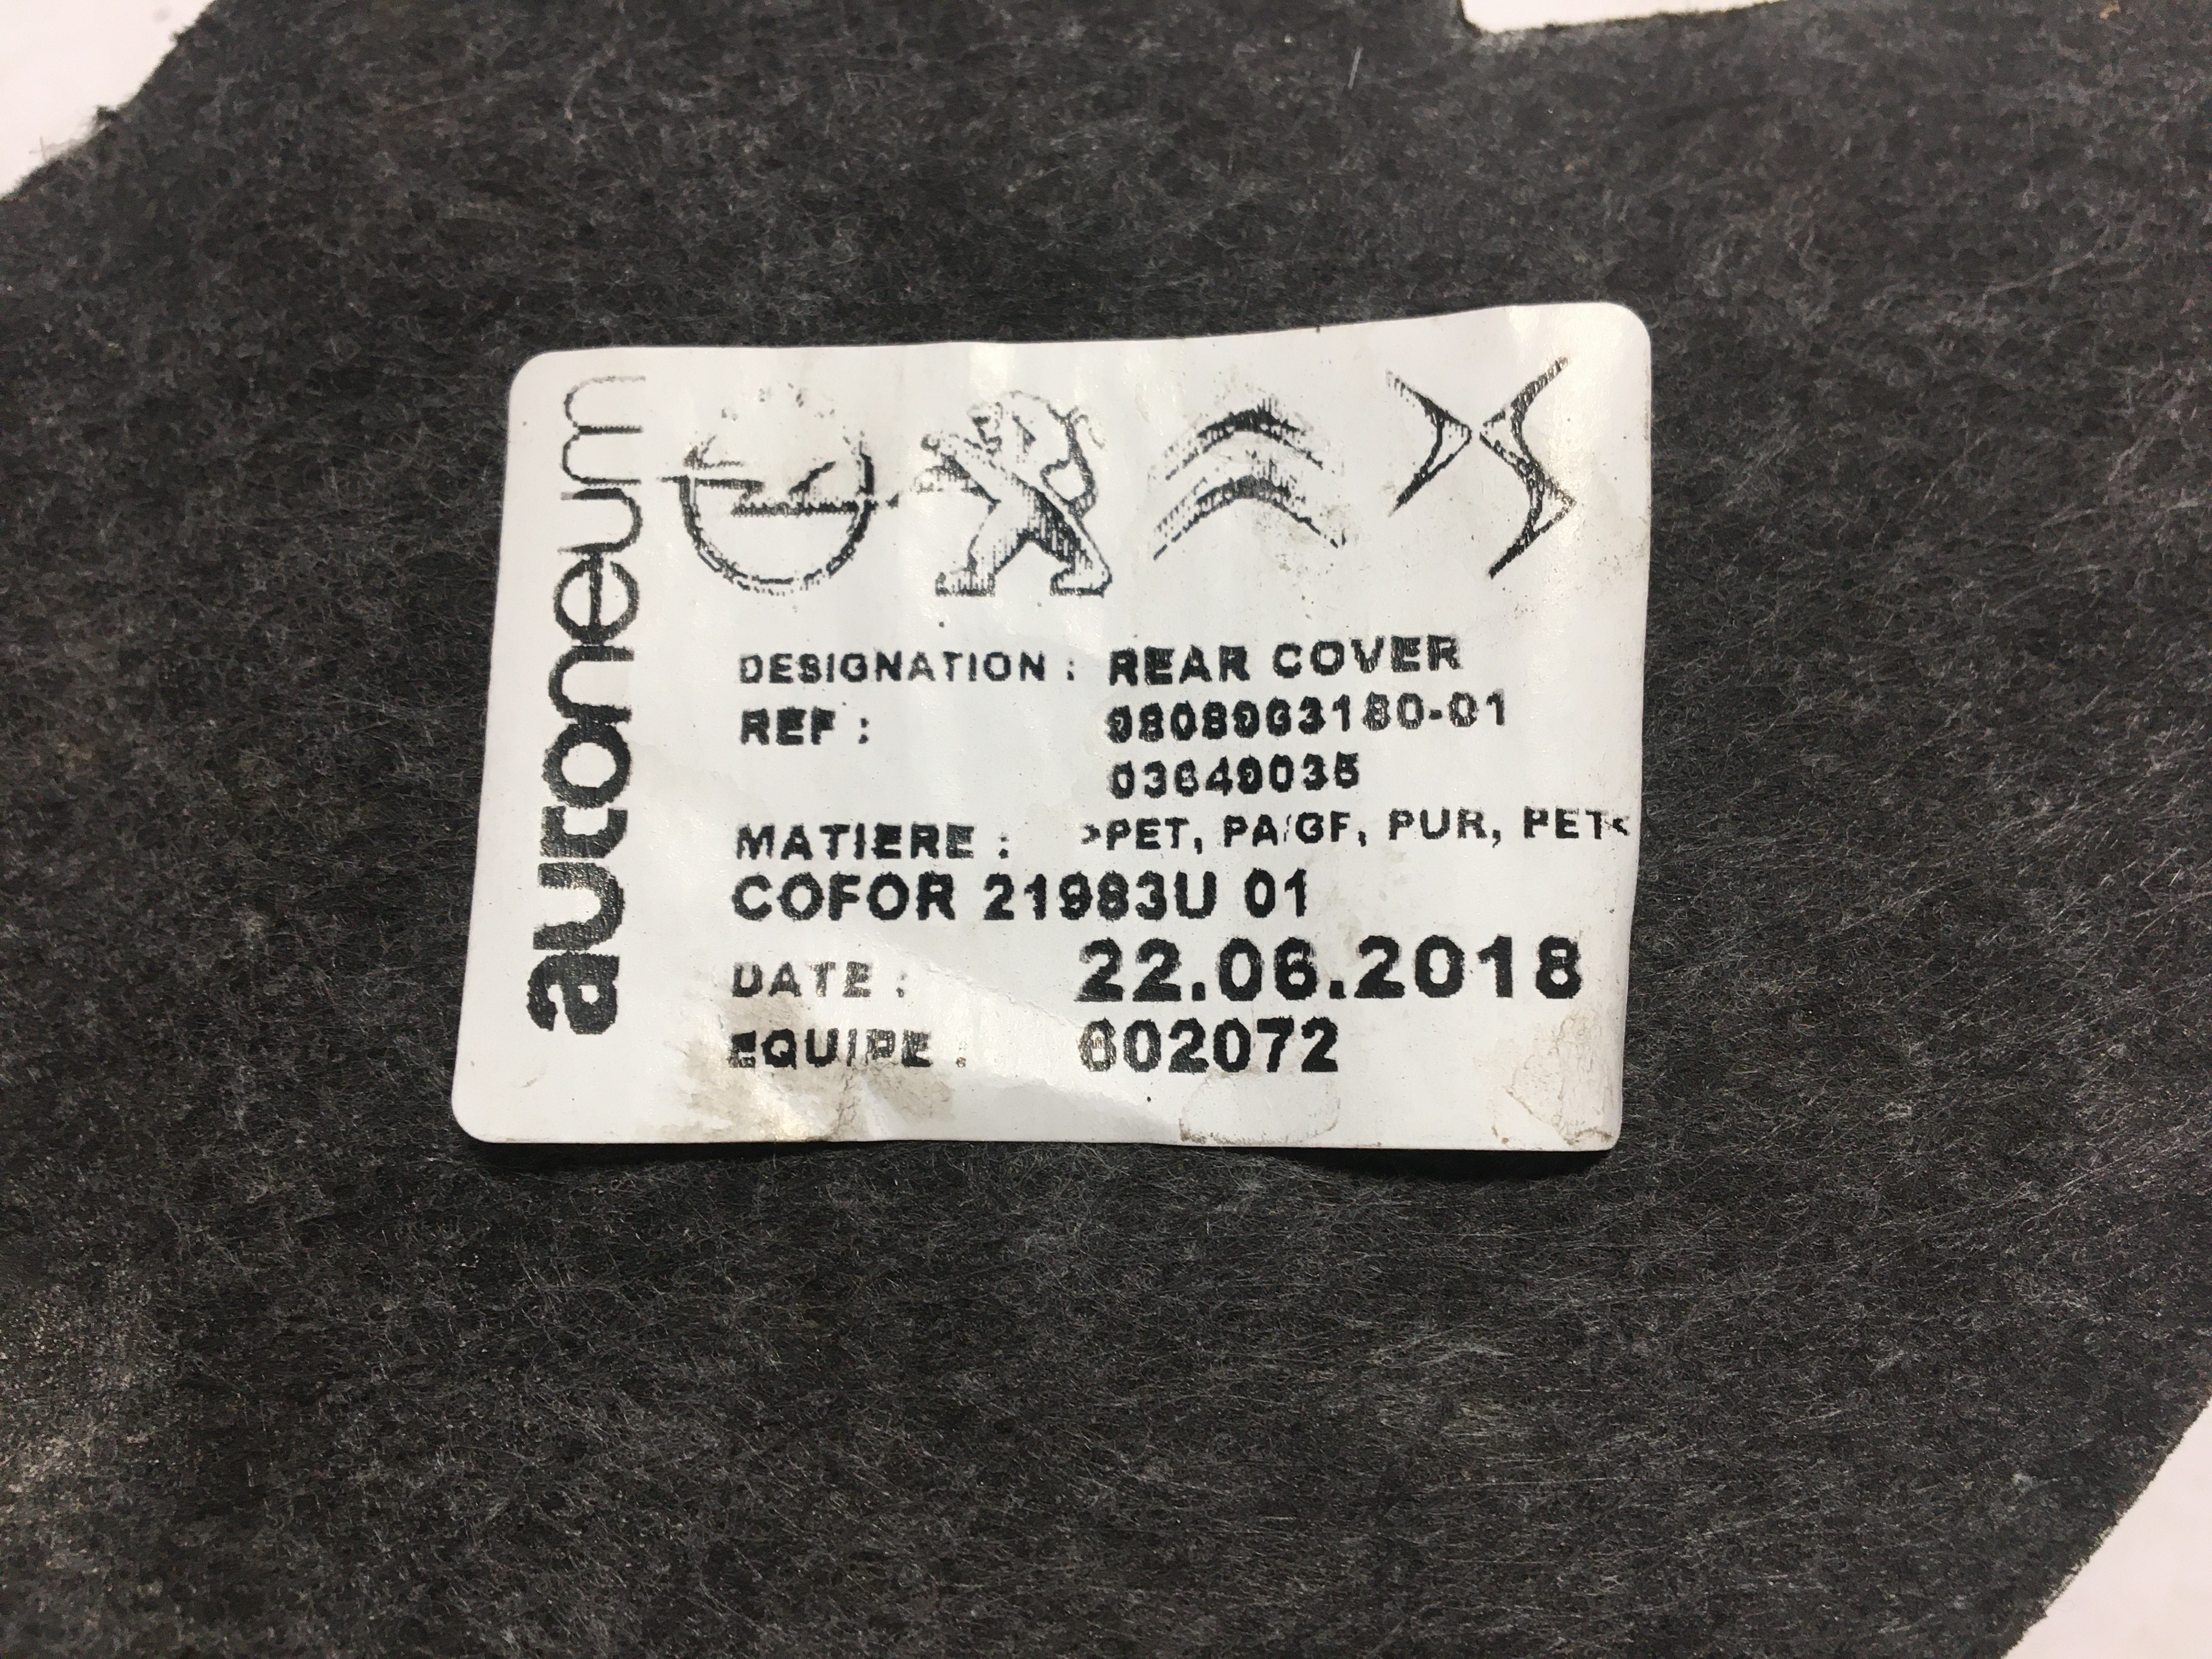 autoneum
DESIGNATION : REAR COVER
REF : 9808963180-01
03649035
MATIERE : >PET, PA/GF, PUR, PET<
COFOR 21983U 01
DATE : 22.06.2018
EQUIPE : 602072